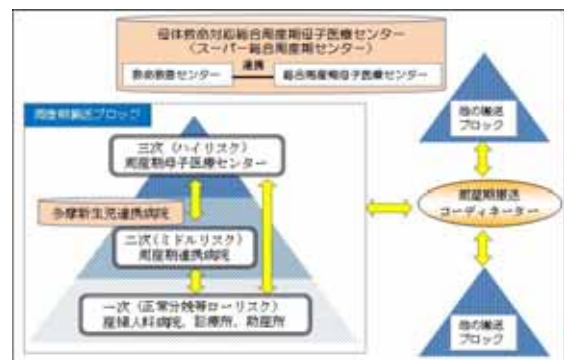 母体救命対応総合周産期母子医療センター
（スーパー総合周産期センター）
連携
救命救急センター
総合周産期母子医療センター
周産期搬送ブロック
三次（ハイリスク）
周産期母子医療センター
多摩新生児連携病院
二次（ミドルリスク）
周産期連携病院
一次（正常分娩等ローリスク）
産婦人科病院、診療所、助産所
他の搬送
ブロック
周産期搬送
コーディネーター
他の搬送
ブロック